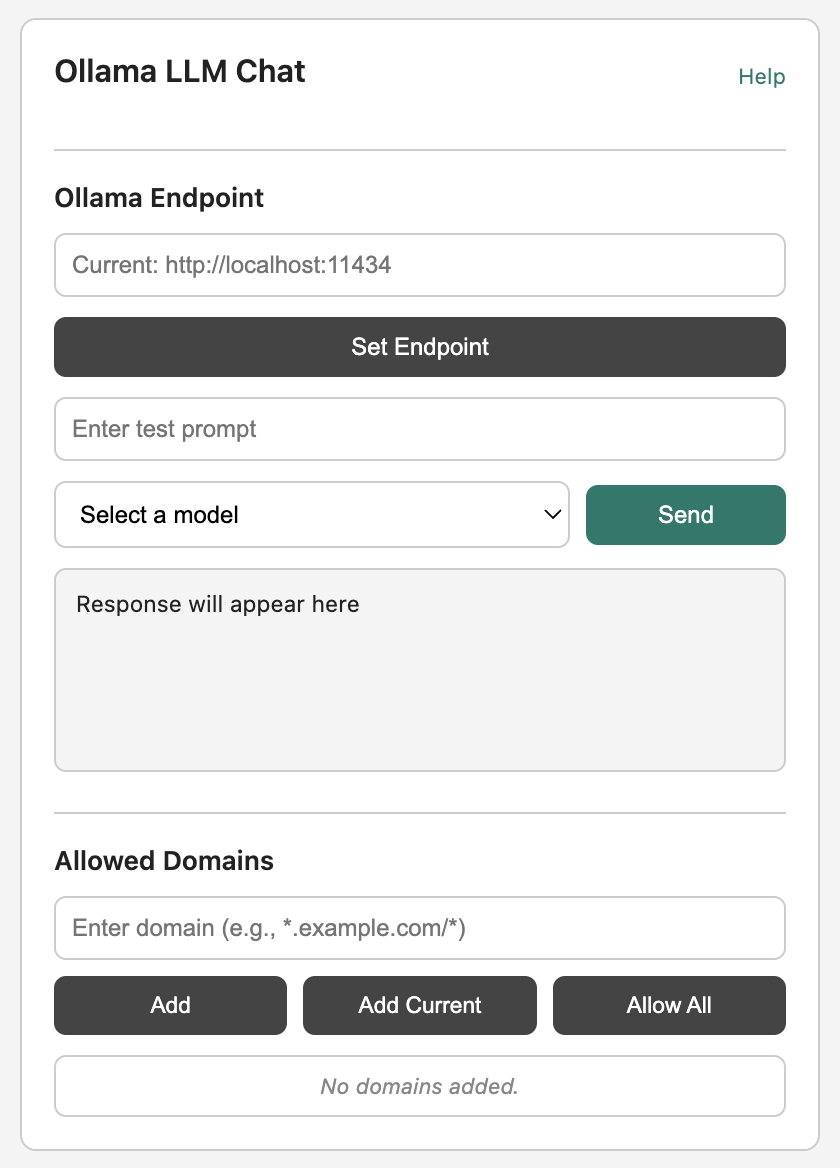 Ollama LLM Chat
Help
Ollama Endpoint
Current: http://localhost:11434
Set Endpoint
Enter test prompt
Select a model
Send
Response will appear here
Allowed Domains
Enter domain (e.g., *.example.com/*)
Add
Add Current
Allow All
No domains added.